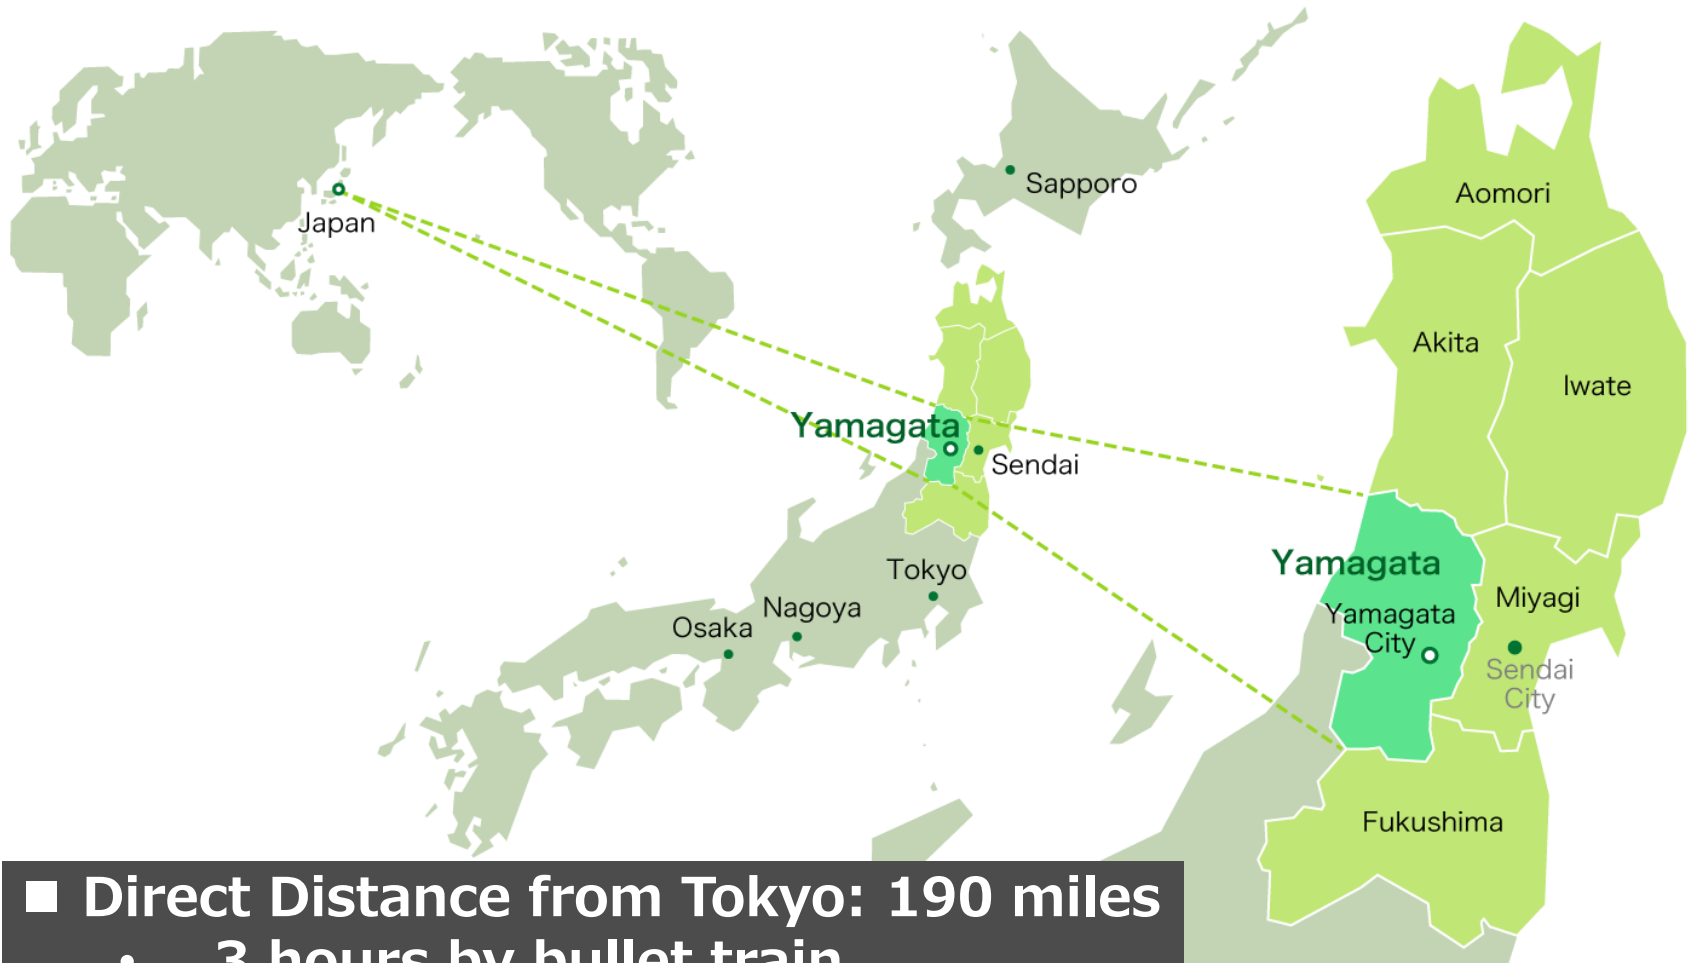 Japan
Sapporo
Yamagata
Sendai
Tokyo
Nagoya
Osaka
Aomori
Akita
Iwate
Yamagata
Yamagata
City
Miyagi
Sendai
City
Fukushima
■ Direct Distance from Tokyo: 190 miles
• 3 hours by bullet train